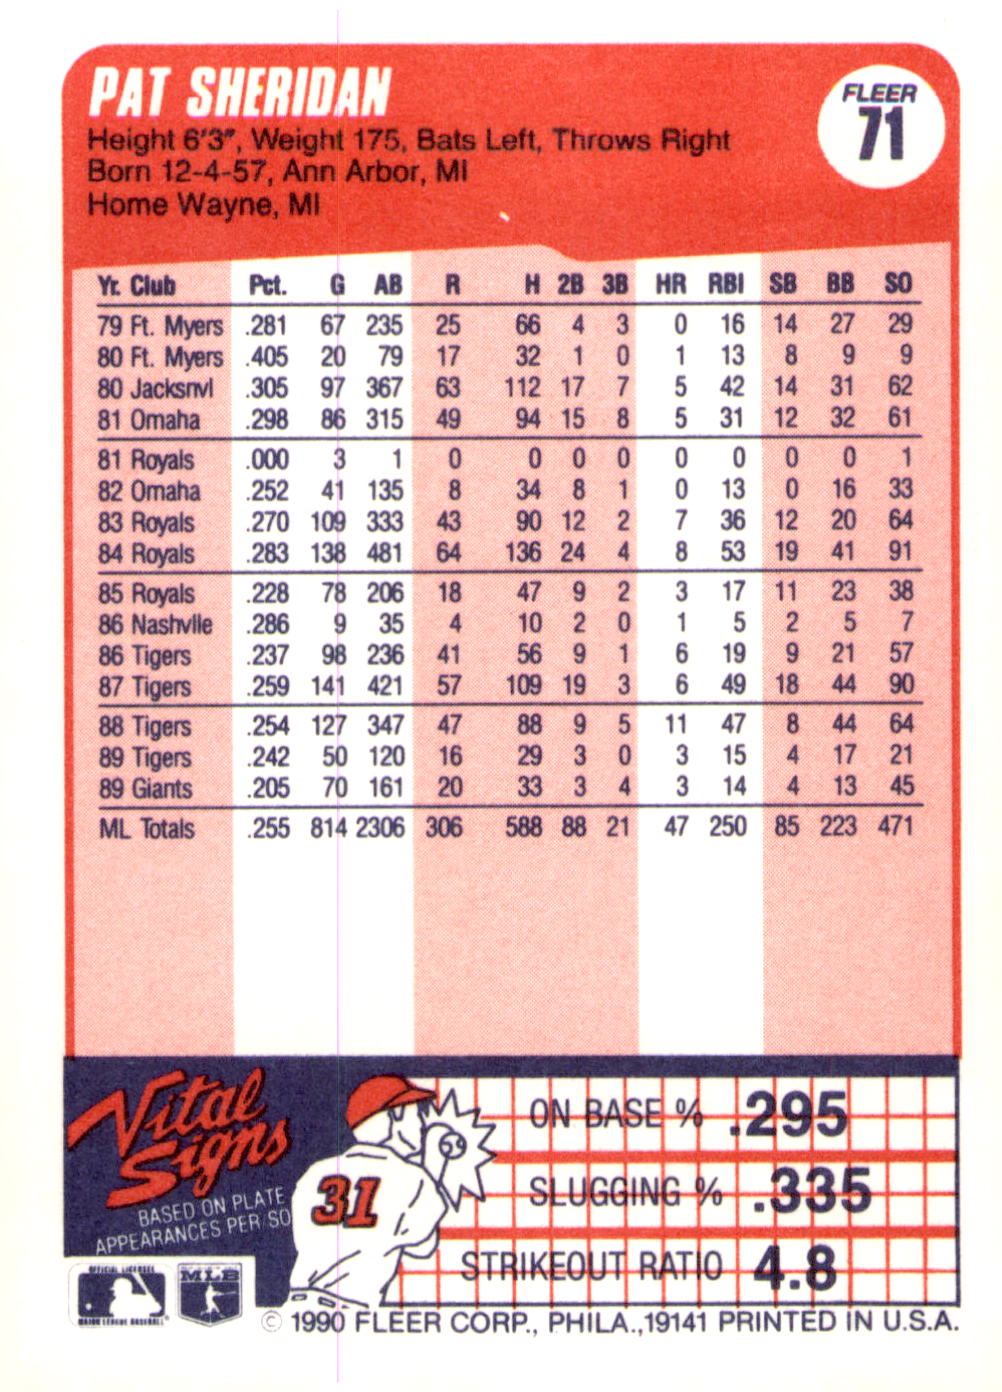 PAT SHERIDAN
FLEER
71
Height 6'3", Weight 175, Bats Left, Throws Right
Born 12-4-57, Ann Arbor, MI
Home Wayne, MI
Yr. Club Pct. G AB R H 2B 3B HR RBI SB BB SO
79 Ft. Myers .281 67 235 25 66 4 3 0 16 14 27 29
80 Ft. Myers .405 20 79 17 32 1 0 1 13 8 9 9
80 Jacksnvl .305 97 367 63 112 17 7 5 42 14 31 62
81 Omaha .298 86 315 49 94 15 8 5 31 12 32 61
81 Royals .000 3 1 0 0 0 0 0 0 0 0 1
82 Omaha .252 41 135 8 34 8 1 0 13 0 16 33
83 Royals .270 109 333 43 90 12 2 7 36 12 20 64
84 Royals .283 138 481 64 136 24 4 8 53 19 41 91
85 Royals .228 78 206 18 47 9 2 3 17 11 23 38
86 Nashvlle .286 9 35 4 10 2 0 1 5 2 5 7
86 Tigers .237 98 236 41 56 9 1 6 19 9 21 57
87 Tigers .259 141 421 57 109 19 3 6 49 18 44 90
88 Tigers .254 127 347 47 88 9 5 11 47 8 44 64
89 Tigers .242 50 120 16 29 3 0 3 15 4 17 21
89 Giants .205 70 161 20 33 3 4 3 14 4 13 45
ML Totals .255 814 2306 306 588 88 21 47 250 85 223 471
Vital
Signs
BASED ON PLATE
APPEARANCES PER SO
31
ON BASE % .295
SLUGGING % .335
STRIKEOUT RATIO 4.8
OFFICIAL LICENSEE
MAJOR LEAGUE BASEBALL
MLB
© 1990 FLEER CORP., PHILA.,19141 PRINTED IN U.S.A.